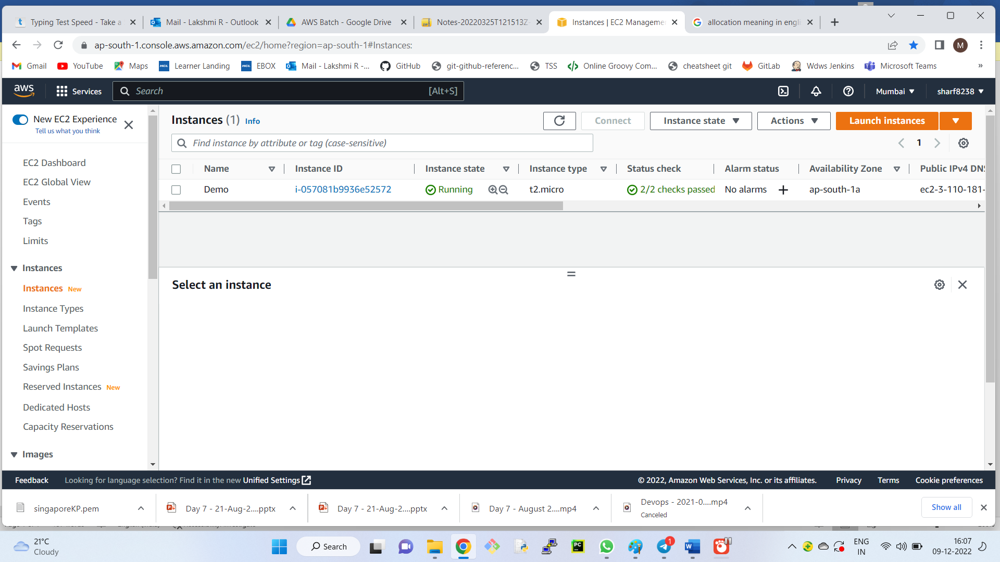 Typing Test Speed - Take a
Mail - Lakshmi R - Outlook
AWS Batch - Google Drive
Notes-20220325T121513Z-
Instances | EC2 Manageme
allocation meaning in engli
ap-south-1.console.aws.amazon.com/ec2/home?region=ap-south-1#Instances:
M
Gmail
YouTube
Maps
HCL
Learner Landing
HCL
EBOX
Mail - Lakshmi R -...
GitHub
git-github-referenc...
TSS
Online Groovy Com...
cheatsheet git
GitLab
Wdws Jenkins
Microsoft Teams
»
aws
Services
Search
[Alt+S]
Mumbai
sharf8238
New EC2 Experience
Tell us what you think
EC2 Dashboard
EC2 Global View
Events
Tags
Limits
Instances
Instances New
Instance Types
Launch Templates
Spot Requests
Savings Plans
Reserved Instances New
Dedicated Hosts
Capacity Reservations
Images
Instances (1) Info
Connect
Instance state
Actions
Launch instances
Find instance by attribute or tag (case-sensitive)
1
Name
Instance ID
Instance state
Instance type
Status check
Alarm status
Availability Zone
Public IPv4 DNS
Demo
i-057081b9936e52572
Running
t2.micro
2/2 checks passed
No alarms
ap-south-1a
ec2-3-110-181-
Select an instance
Feedback
Looking for language selection? Find it in the new Unified Settings
© 2022, Amazon Web Services, Inc. or its affiliates.
Privacy
Terms
Cookie preferences
singaporeKP.pem
Day 7 - 21-Aug-2....pptx
Day 7 - 21-Aug-2....pptx
Day 7 - August 2....mp4
Devops - 2021-0....mp4
Canceled
Show all
21°C
Cloudy
Search
PC
1
W
ENG
IN
16:07
09-12-2022